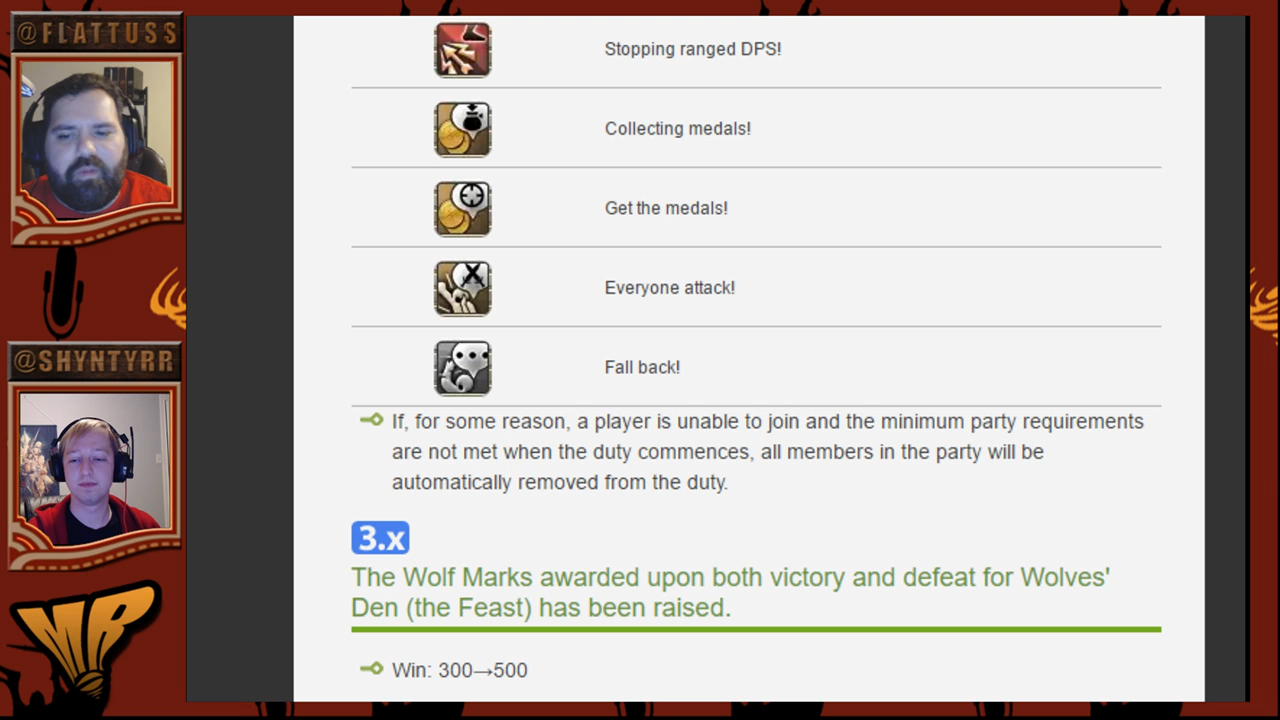 @FLATTUSS
Stopping ranged DPS!
Collecting medals!
Get the medals!
Everyone attack!
@SHYNTYRR
Fall back!
If, for some reason, a player is unable to join and the minimum party requirements
are not met when the duty commences, all members in the party will be
automatically removed from the duty.
3.x
The Wolf Marks awarded upon both victory and defeat for Wolves'
Den (the Feast) has been raised.
MR
Win: 300→500